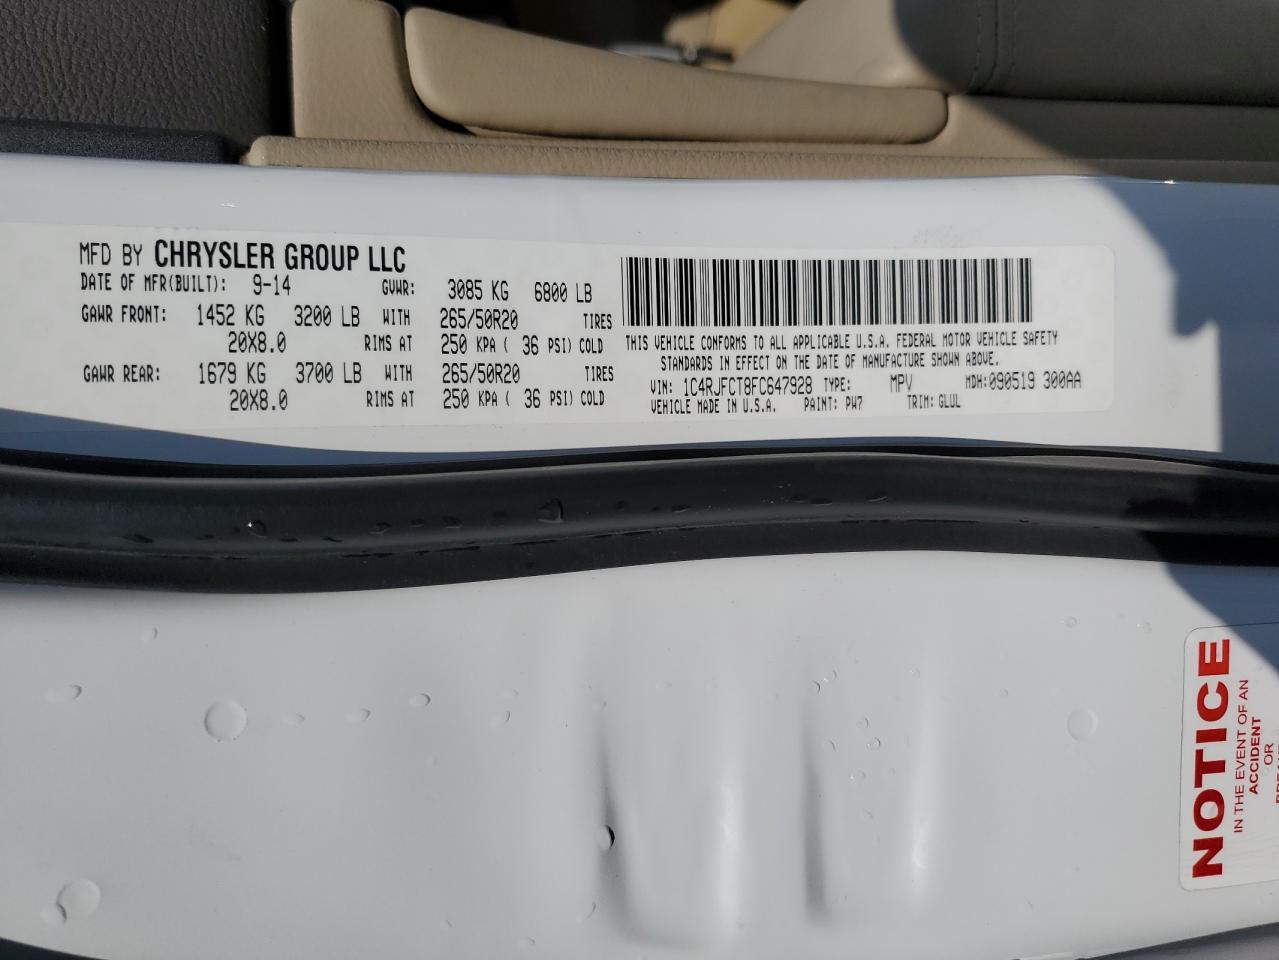 MFD BY CHRYSLER GROUP LLC
DATE OF MFR(BUILT): 9-14 GVWR: 3085 KG 6800 LB
GAWR FRONT: 1452 KG 3200 LB WITH 265/50R20 TIRES
20X8.0 RIMS AT 250 KPA ( 36 PSI) COLD
GAWR REAR: 1679 KG 3700 LB WITH 265/50R20 TIRES
20X8.0 RIMS AT 250 KPA ( 36 PSI) COLD
THIS VEHICLE CONFORMS TO ALL APPLICABLE U.S.A. FEDERAL MOTOR VEHICLE SAFETY
STANDARDS IN EFFECT ON THE DATE OF MANUFACTURE SHOWN ABOVE.
VIN: 1C4RJFCT8FC647928 TYPE: MPV MDH:090519 300AA
VEHICLE MADE IN U.S.A. PAINT: PW7 TRIM: GLUL
NOTICE
IN THE EVENT OF AN
ACCIDENT
OR